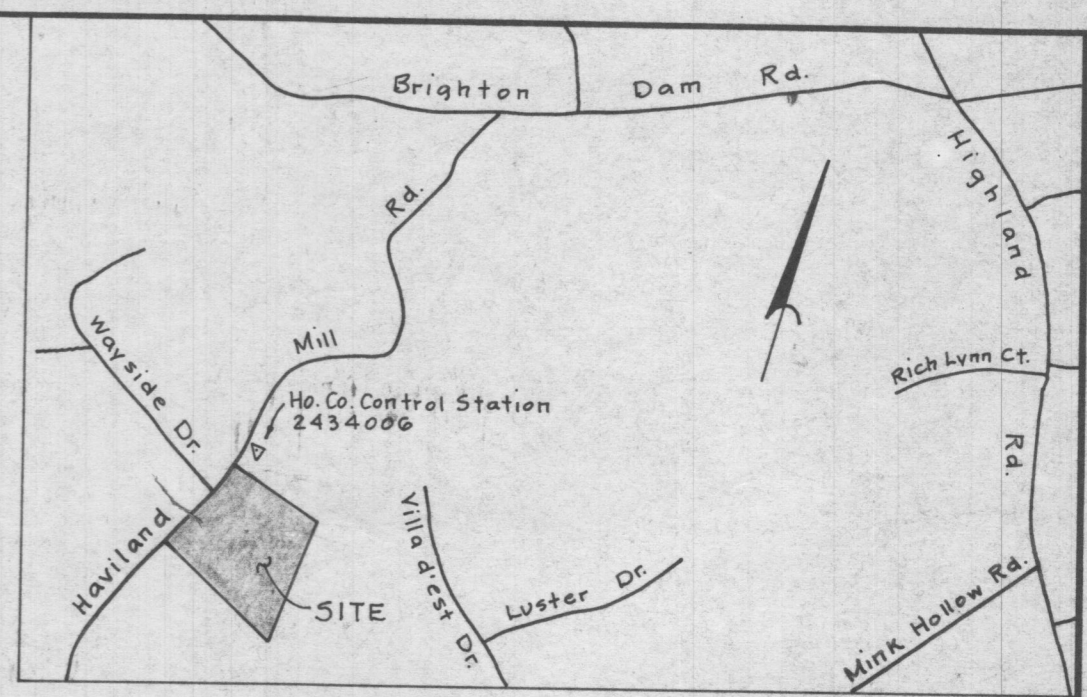 Brighton Dam Rd.
Highland Rd.
Haviland Mill Rd.
Wayside Dr.
Ho. Co. Control Station
2434006
Rich Lynn Ct.
Villa d'est Dr.
Luster Dr.
SITE
Mink Hollow Rd.